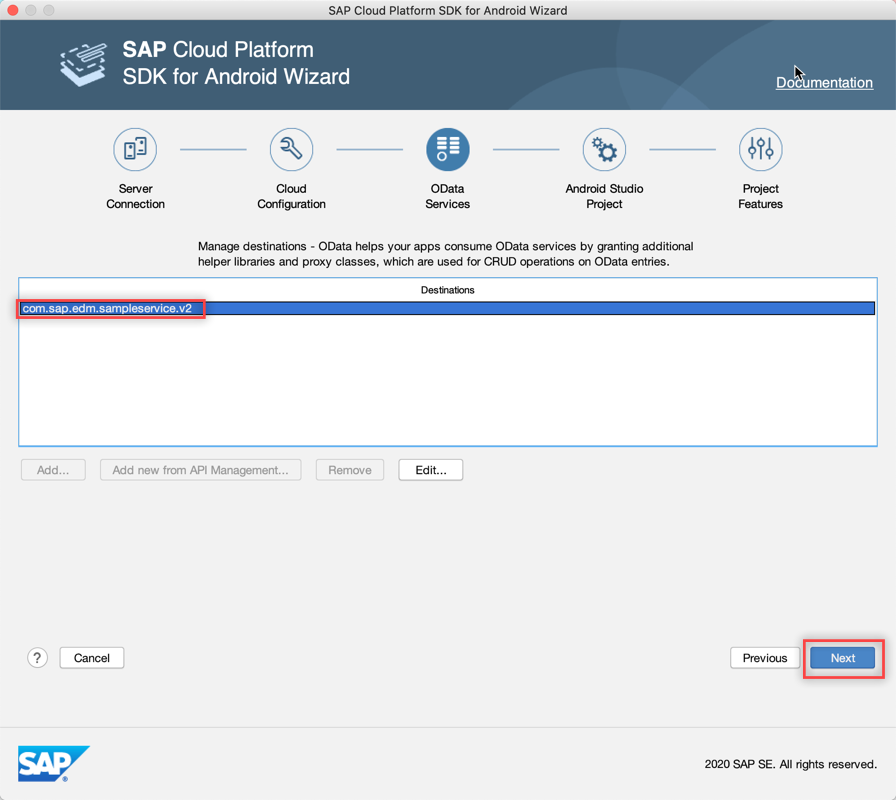 SAP Cloud Platform SDK for Android Wizard
SAP Cloud Platform
SDK for Android Wizard
Documentation
Server
Connection
Cloud
Configuration
OData
Services
Android Studio
Project
Project
Features
Manage destinations - OData helps your apps consume OData services by granting additional
helper libraries and proxy classes, which are used for CRUD operations on OData entries.
Destinations
com.sap.edm.sampleservice.v2
Add...
Add new from API Management...
Remove
Edit...
?
Cancel
Previous
Next
SAP
®
2020 SAP SE. All rights reserved.